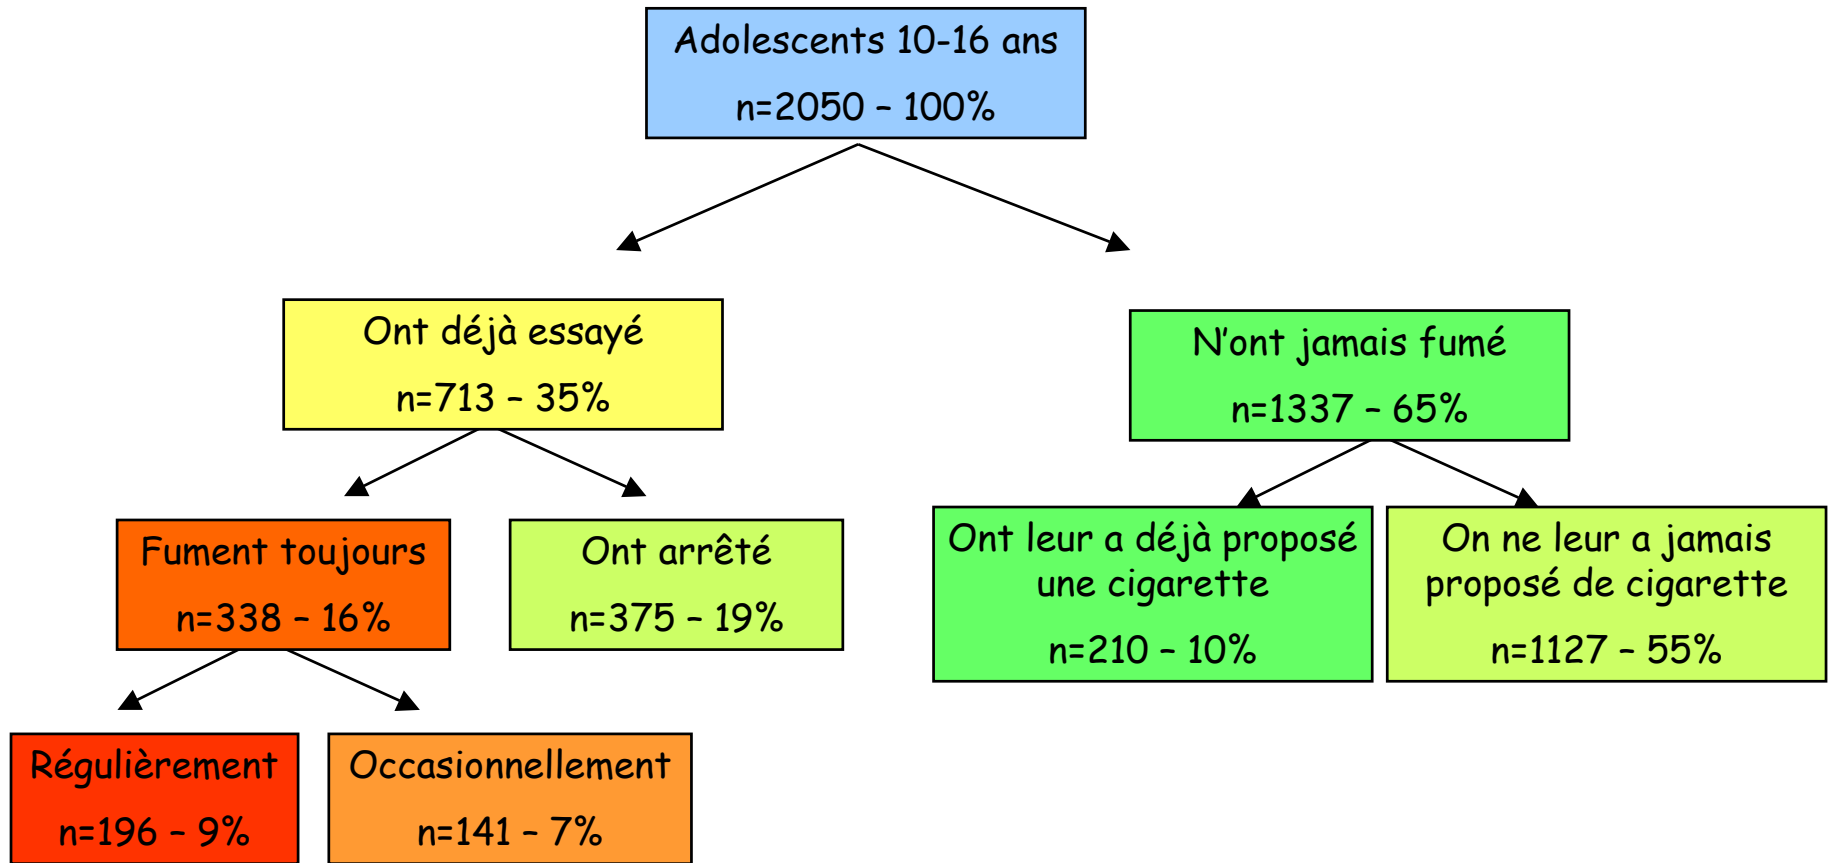 Adolescents 10-16 ans
n=2050 – 100%
Ont déjà essayé
n=713 – 35%
N'ont jamais fumé
n=1337 – 65%
Fument toujours
n=338 – 16%
Ont arrêté
n=375 – 19%
Ont leur a déjà proposé
une cigarette
n=210 – 10%
On ne leur a jamais
proposé de cigarette
n=1127 – 55%
Régulièrement
n=196 – 9%
Occasionnellement
n=141 – 7%